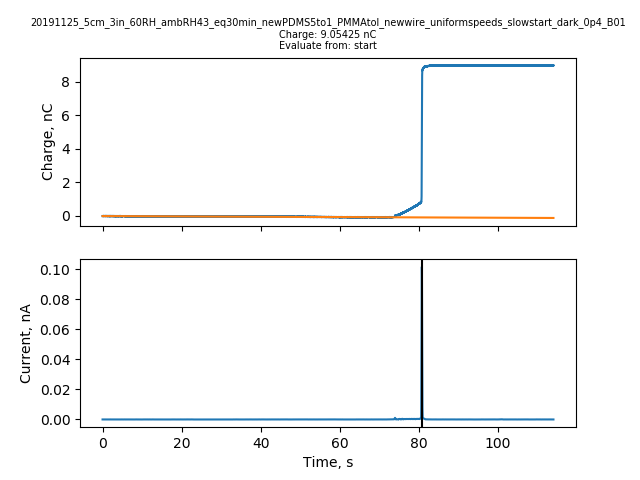 20191125_5cm_3in_60RH_ambRH43_eq30min_newPDMS5to1_PMMAtol_newwire_uniformspeeds_slowstart_dark_0p4_B01
Charge: 9.05425 nC
Evaluate from: start
Charge, nC
8
6
4
2
0
Current, nA
0.10
0.08
0.06
0.04
0.02
0.00
0 20 40 60 80 100
Time, s